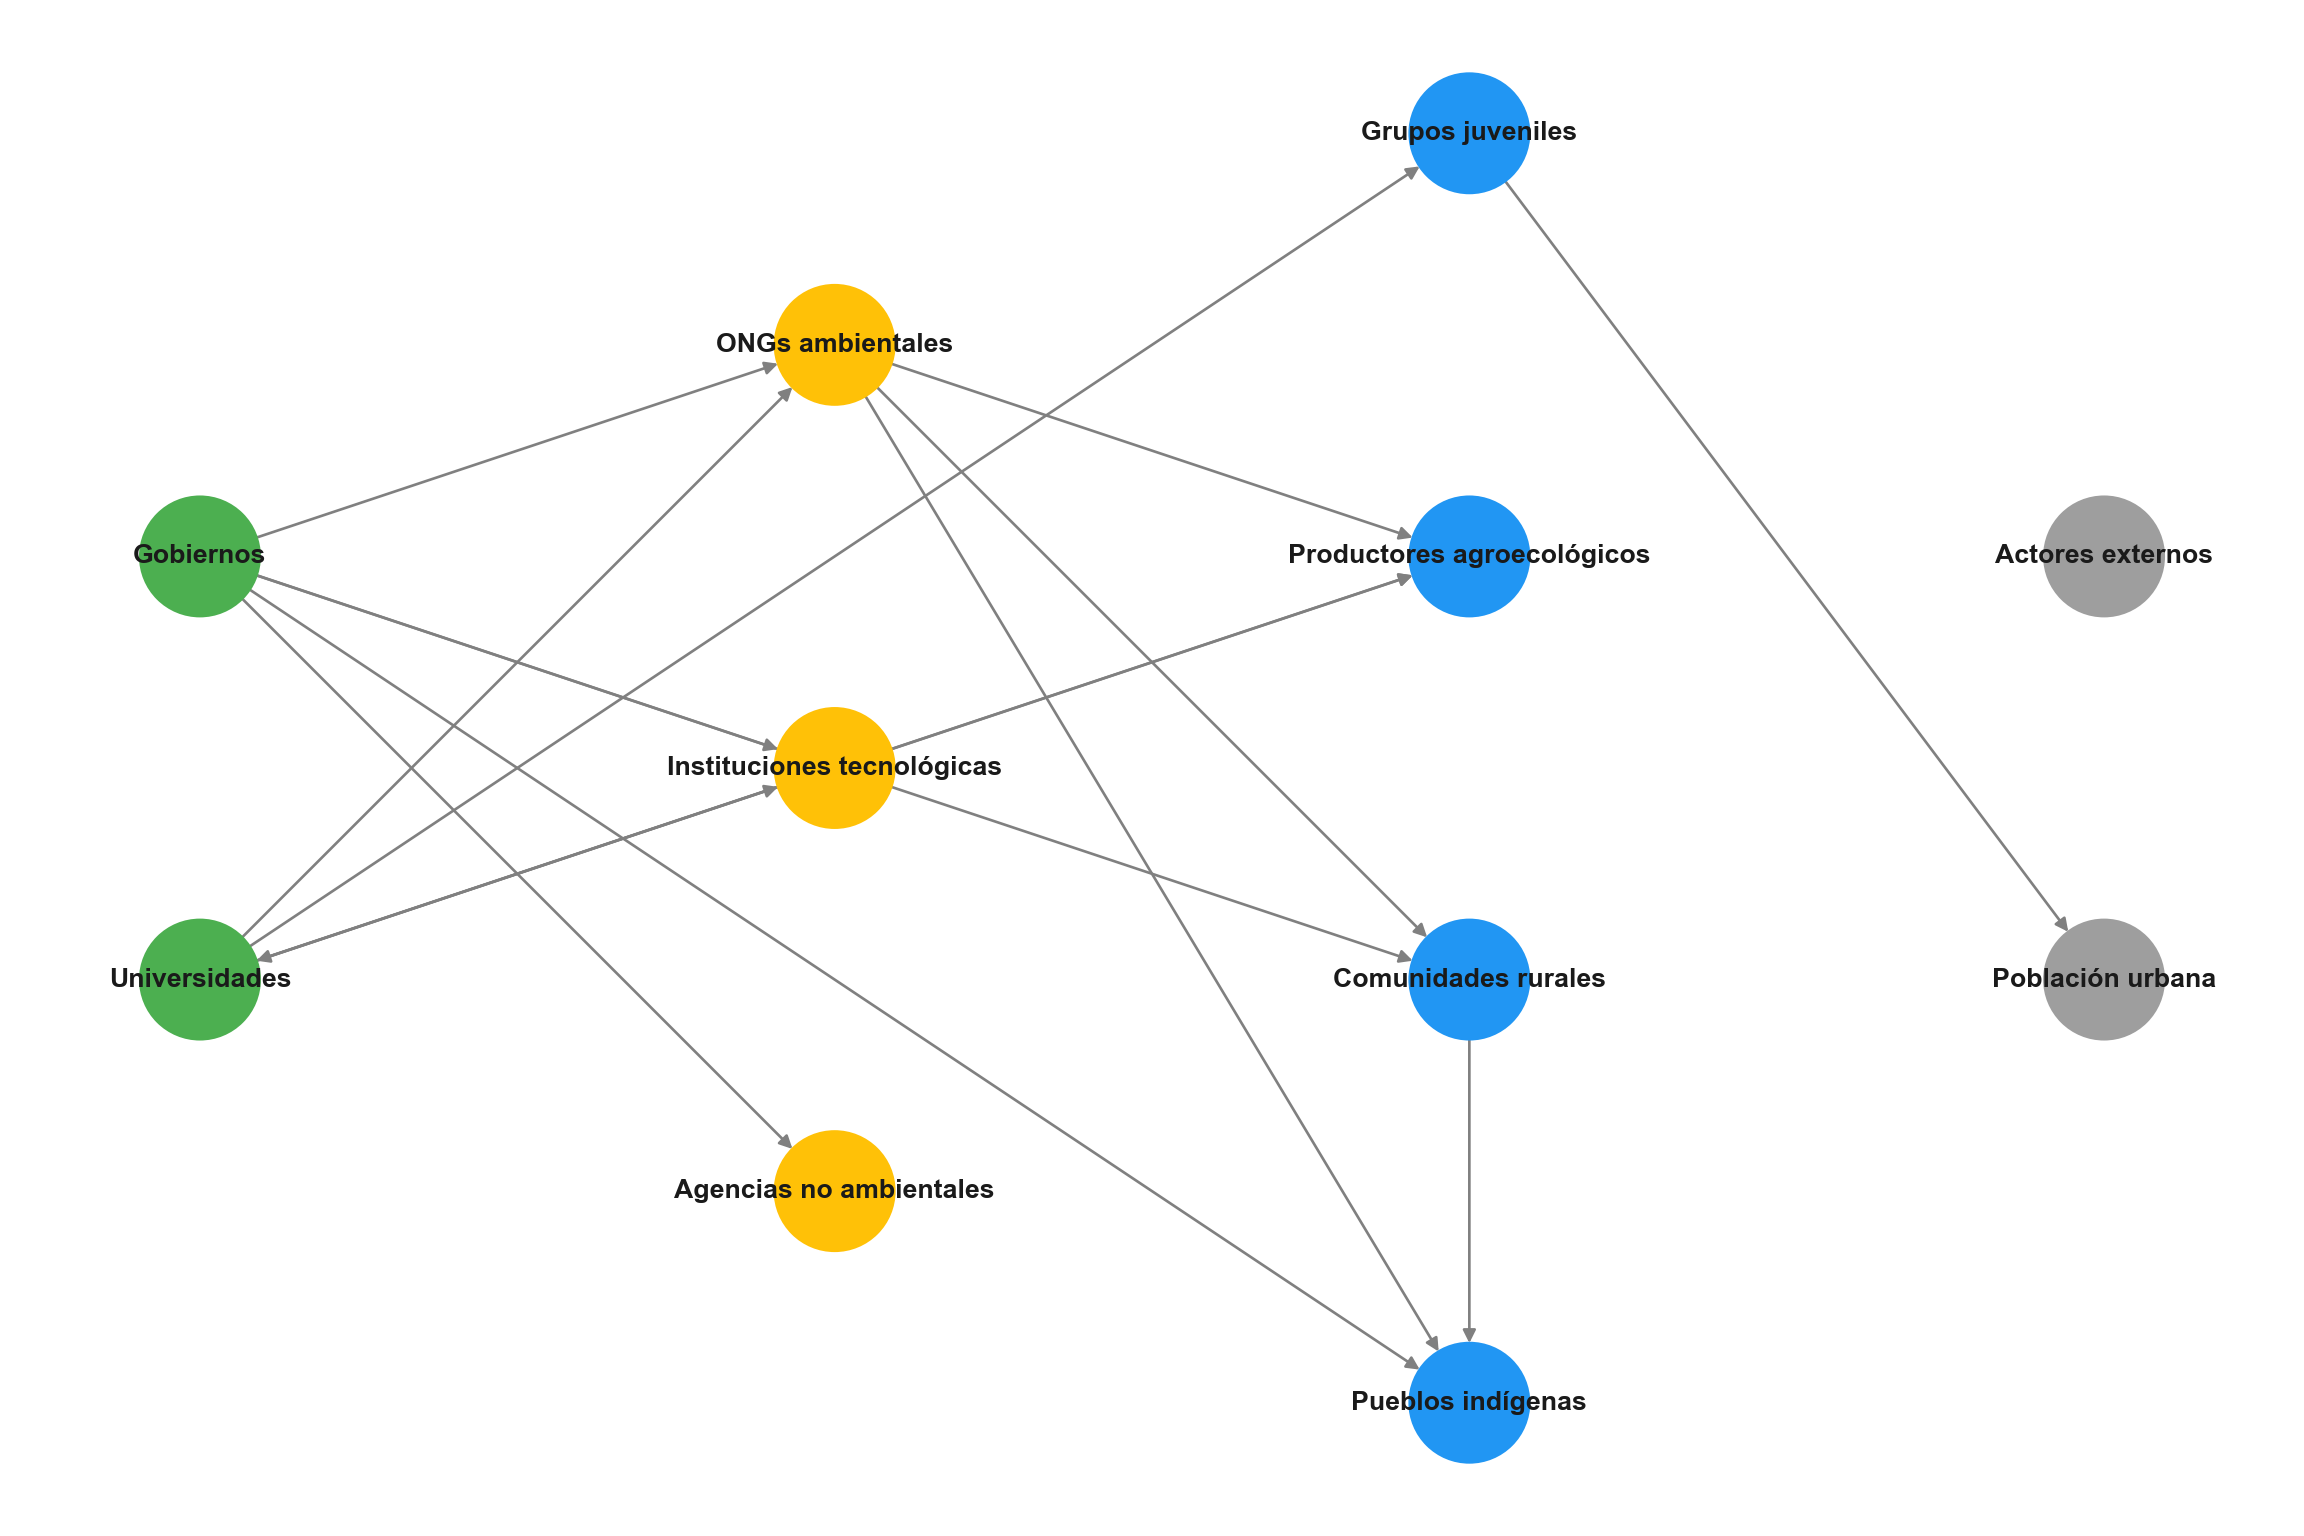 Grupos juveniles
ONGs ambientales
Gobiernos
Productores agroecológicos
Actores externos
Instituciones tecnológicas
Universidades
Comunidades rurales
Población urbana
Agencias no ambientales
Pueblos indígenas